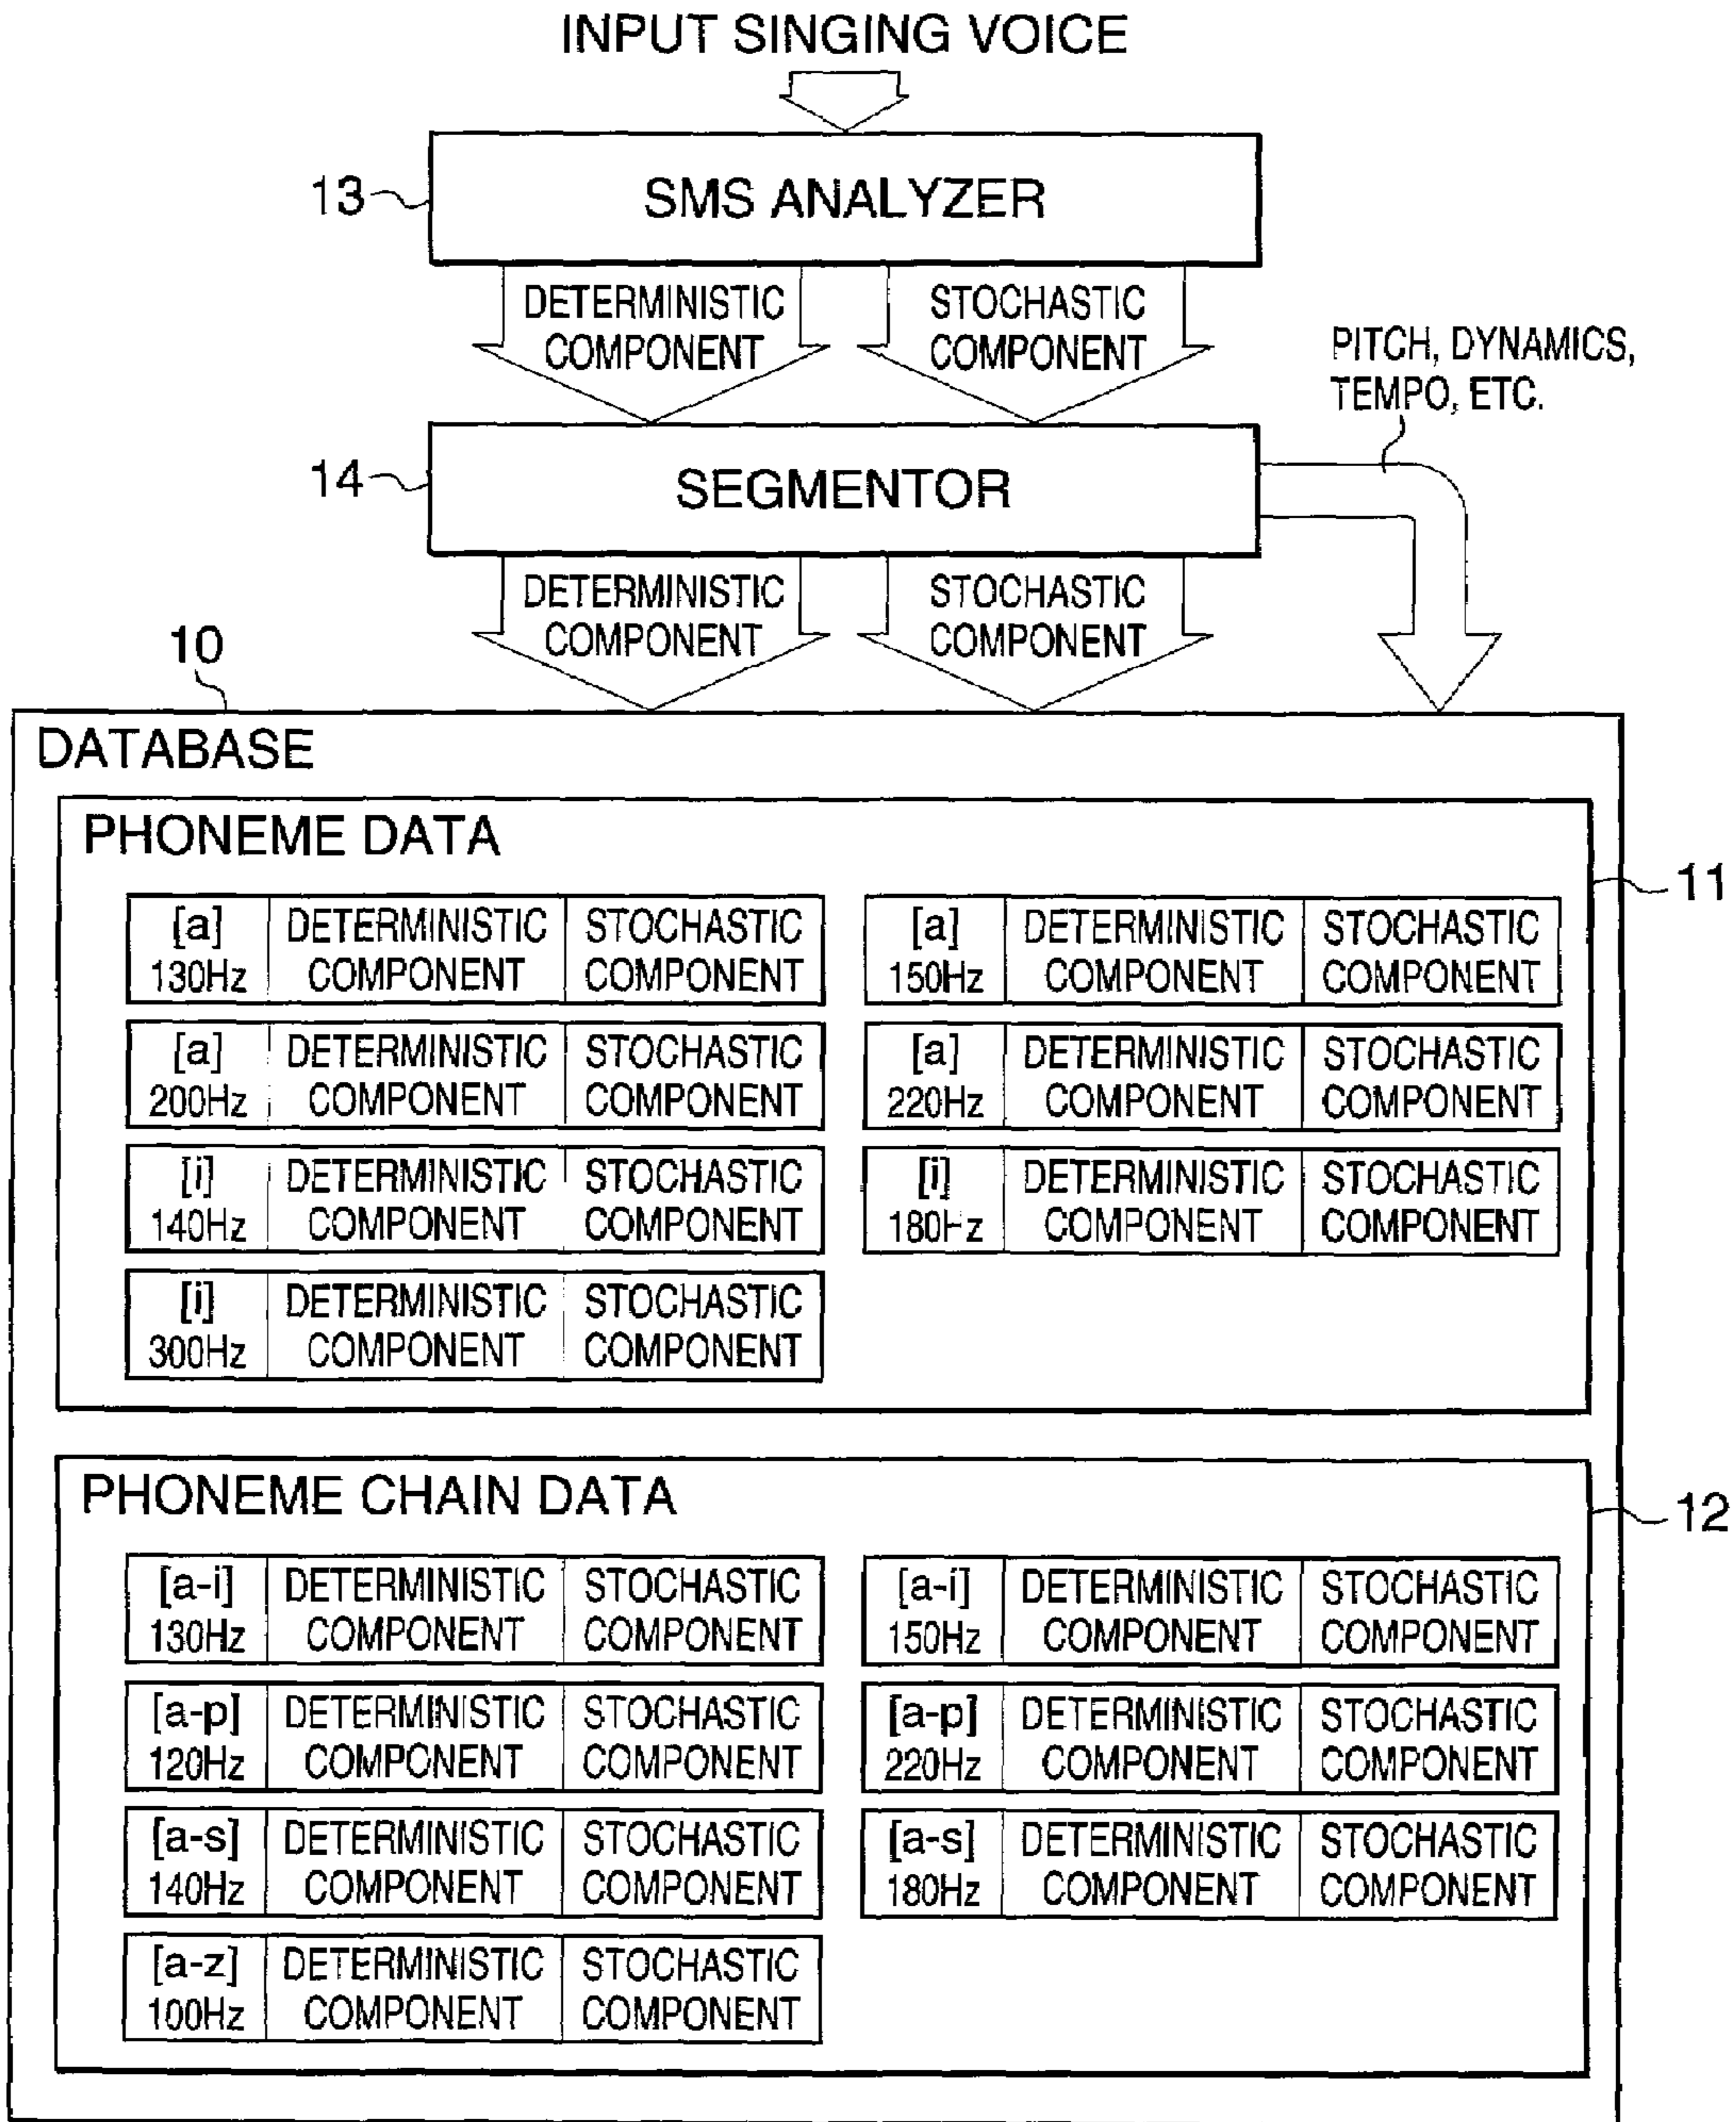 INPUT SINGING VOICE
13
SMS ANALYZER
DETERMINISTIC
COMPONENT
STOCHASTIC
COMPONENT
PITCH, DYNAMICS,
TEMPO, ETC.
14
SEGMENTOR
DETERMINISTIC
COMPONENT
STOCHASTIC
COMPONENT
10
DATABASE
PHONEME DATA
11
[a] DETERMINISTIC STOCHASTIC
130Hz COMPONENT COMPONENT
[a] DETERMINISTIC STOCHASTIC
150Hz COMPONENT COMPONENT
[a] DETERMINISTIC STOCHASTIC
200Hz COMPONENT COMPONENT
[a] DETERMINISTIC STOCHASTIC
220Hz COMPONENT COMPONENT
[i] DETERMINISTIC STOCHASTIC
140Hz COMPONENT COMPONENT
[i] DETERMINISTIC STOCHASTIC
180Hz COMPONENT COMPONENT
[i] DETERMINISTIC STOCHASTIC
300Hz COMPONENT COMPONENT
PHONEME CHAIN DATA
12
[a-i] DETERMINISTIC STOCHASTIC
130Hz COMPONENT COMPONENT
[a-i] DETERMINISTIC STOCHASTIC
150Hz COMPONENT COMPONENT
[a-p] DETERMINISTIC STOCHASTIC
120Hz COMPONENT COMPONENT
[a-p] DETERMINISTIC STOCHASTIC
220Hz COMPONENT COMPONENT
[a-s] DETERMINISTIC STOCHASTIC
140Hz COMPONENT COMPONENT
[a-s] DETERMINISTIC STOCHASTIC
180Hz COMPONENT COMPONENT
[a-z] DETERMINISTIC STOCHASTIC
100Hz COMPONENT COMPONENT